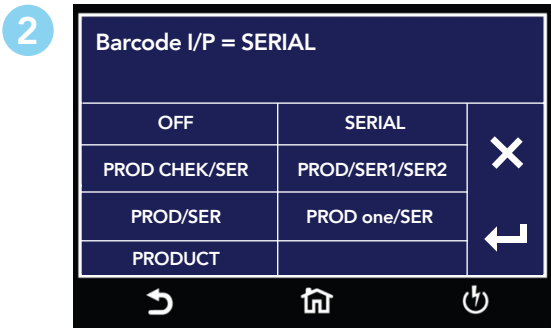 2
Barcode I/P = SERIAL
OFF
SERIAL
PROD CHEK/SER
PROD/SER1/SER2
PROD/SER
PROD one/SER
PRODUCT